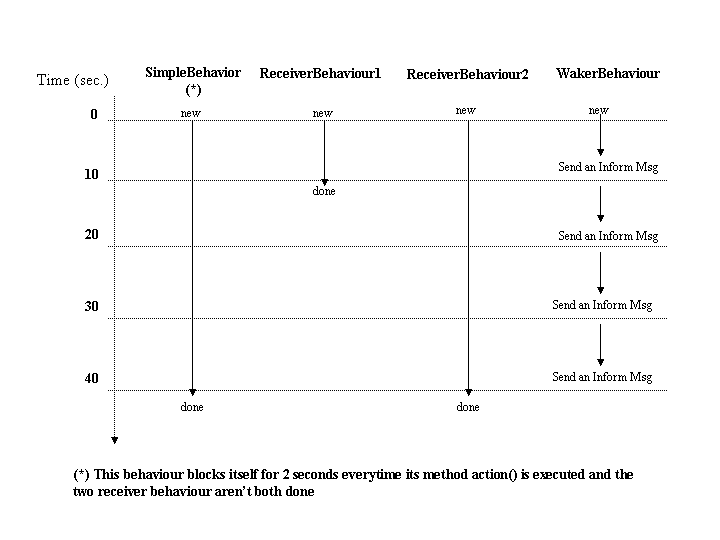 Time (sec.)
SimpleBehavior
(*)
ReceiverBehaviour1
ReceiverBehaviour2
WakerBehaviour
0
new
new
new
new
Send an Inform Msg
10
done
20
Send an Inform Msg
30
Send an Inform Msg
40
Send an Inform Msg
done
done
(*) This behaviour blocks itself for 2 seconds everytime its method action() is executed and the
two receiver behaviour aren't both done